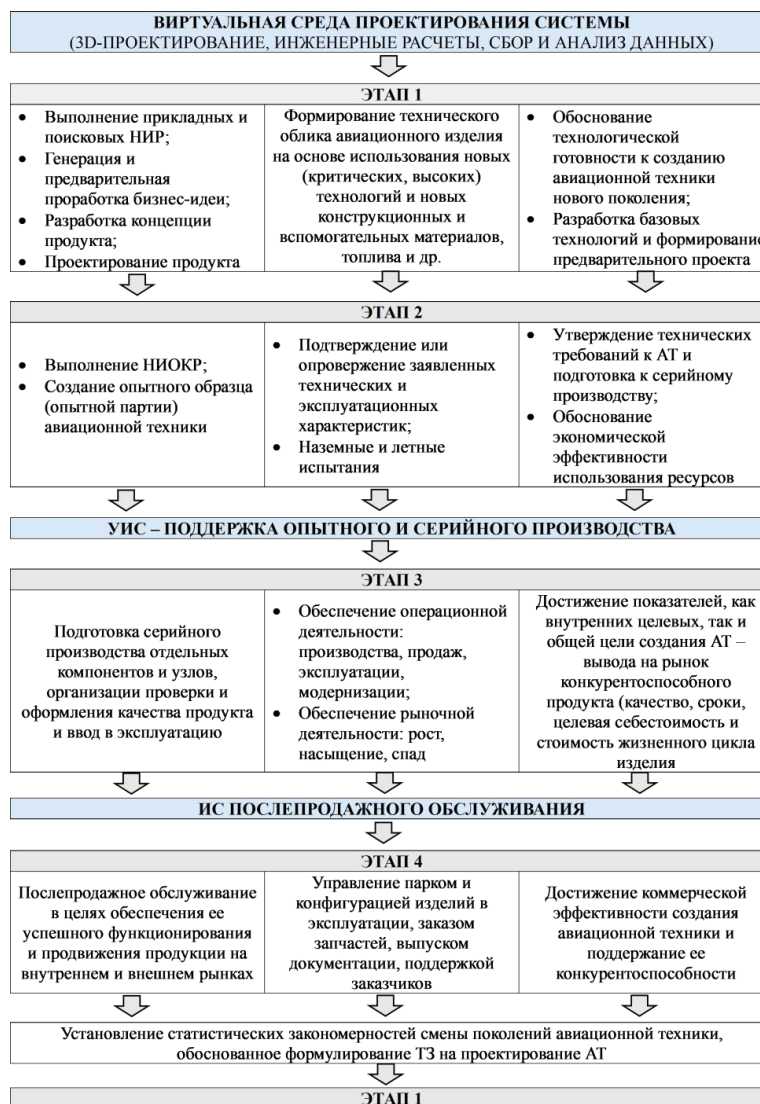 ВИРТУАЛЬНАЯ СРЕДА ПРОЕКТИРОВАНИЯ СИСТЕМЫ
(3D-ПРОЕКТИРОВАНИЕ, ИНЖЕНЕРНЫЕ РАСЧЕТЫ, СБОР И АНАЛИЗ ДАННЫХ)
ЭТАП 1
• Выполнение прикладных и
поисковых НИР;
• Генерация и
предварительная
проработка бизнес-идеи;
• Разработка концепции
продукта;
• Проектирование продукта
Формирование технического
облика авиационного изделия
на основе использования новых
(критических, высоких)
технологий и новых
конструкционных и
вспомогательных материалов,
топлива и др.
• Обоснование
технологической
готовности к созданию
авиационной техники
нового поколения;
• Разработка базовых
технологий и формирование
предварительного проекта
ЭТАП 2
• Выполнение НИОКР;
• Создание опытного образца
(опытной партии)
авиационной техники
• Подтверждение или
опровержение заявленных
технических и
эксплуатационных
характеристик;
• Наземные и летные
испытания
• Утверждение технических
требований к АТ и
подготовка к серийному
производству;
• Обоснование
экономической
эффективности
использования ресурсов
УИС – ПОДДЕРЖКА ОПЫТНОГО И СЕРИЙНОГО ПРОИЗВОДСТВА
ЭТАП 3
Подготовка серийного
производства отдельных
компонентов и узлов,
организации проверки и
оформления качества продукта
и ввод в эксплуатацию
• Обеспечение операционной
деятельности:
производства, продаж,
эксплуатации,
модернизации;
• Обеспечение рыночной
деятельности: рост,
насыщение, спад
Достижение показателей, как
внутренних целевых, так и
общей цели создания АТ –
вывода на рынок
конкурентоспособного
продукта (качество, сроки,
целевая себестоимость и
стоимость жизненного цикла
изделия
ИС ПОСЛЕПРОДАЖНОГО ОБСЛУЖИВАНИЯ
ЭТАП 4
Послепродажное обслуживание
в целях обеспечения ее
успешного функционирования
и продвижения продукции на
внутреннем и внешнем рынках
Управление парком и
конфигурацией изделий в
эксплуатации, заказом
запчастей, выпуском
документации, поддержкой
заказчиков
Достижение коммерческой
эффективности создания
авиационной техники и
поддержание ее
конкурентоспособности
Установление статистических закономерностей смены поколений авиационной техники,
обоснованное формулирование ТЗ на проектирование АТ
ЭТАП 1